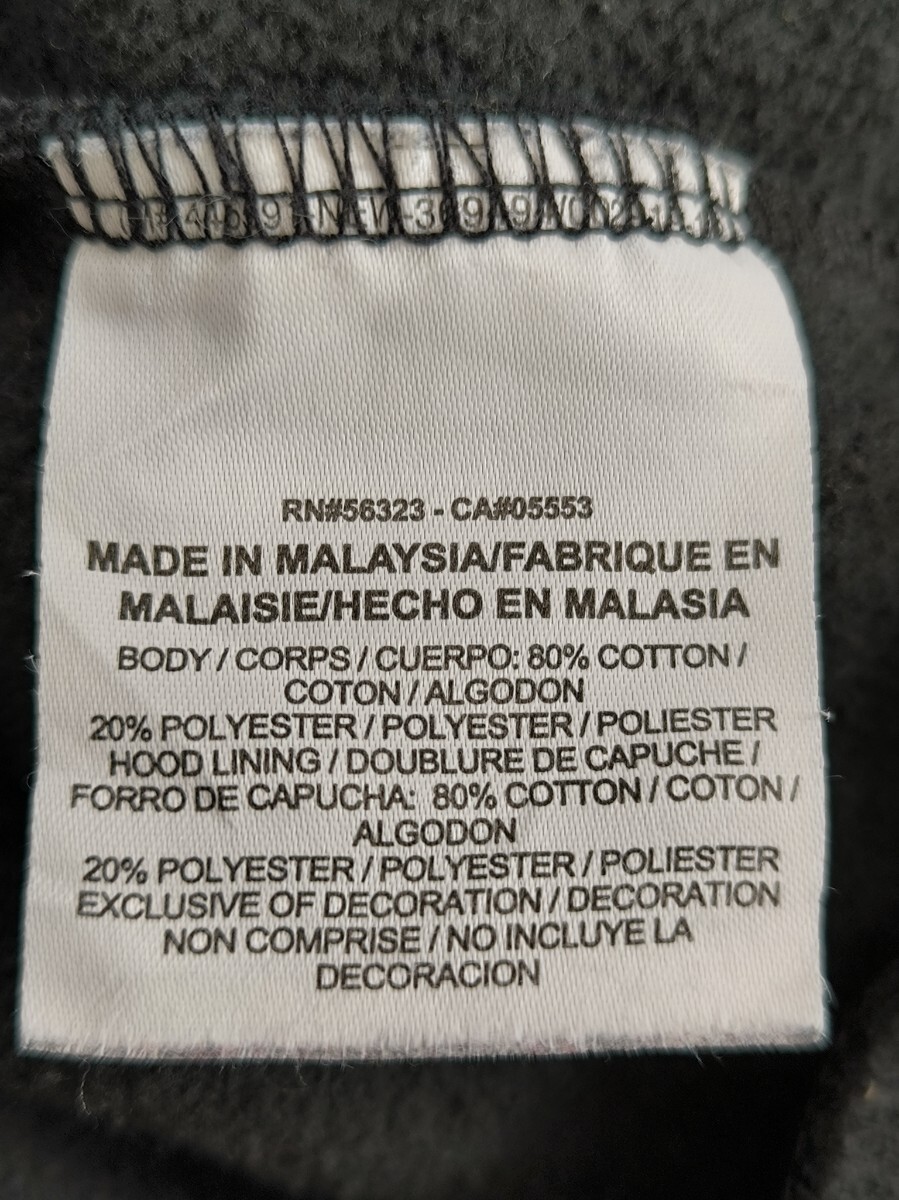 RN#56323 - CA#05553
MADE IN MALAYSIA/FABRIQUE EN
MALAISIE/HECHO EN MALASIA
BODY / CORPS / CUERPO: 80% COTTON /
COTON / ALGODON
20% POLYESTER / POLYESTER / POLIESTER
HOOD LINING / DOUBLURE DE CAPUCHE /
FORRO DE CAPUCHA: 80% COTTON / COTON /
ALGODON
20% POLYESTER / POLYESTER / POLIESTER
EXCLUSIVE OF DECORATION / DECORATION
NON COMPRISE / NO INCLUYE LA
DECORACION